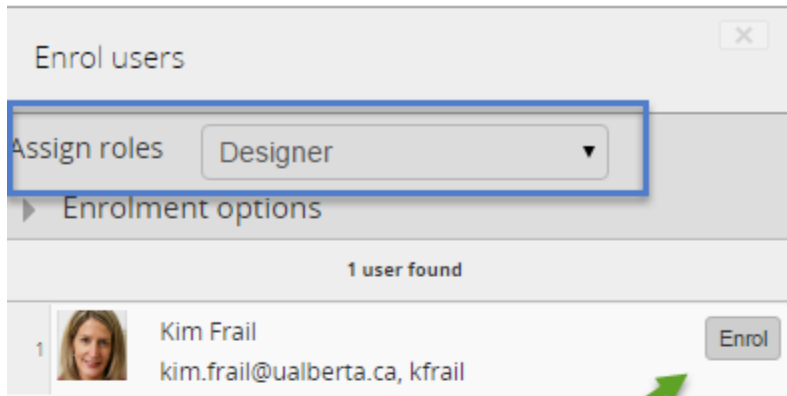 Enrol users
Assign roles Designer
Enrolment options
1 user found
1 Kim Frail Enrol
kim.frail@ualberta.ca, kfrail